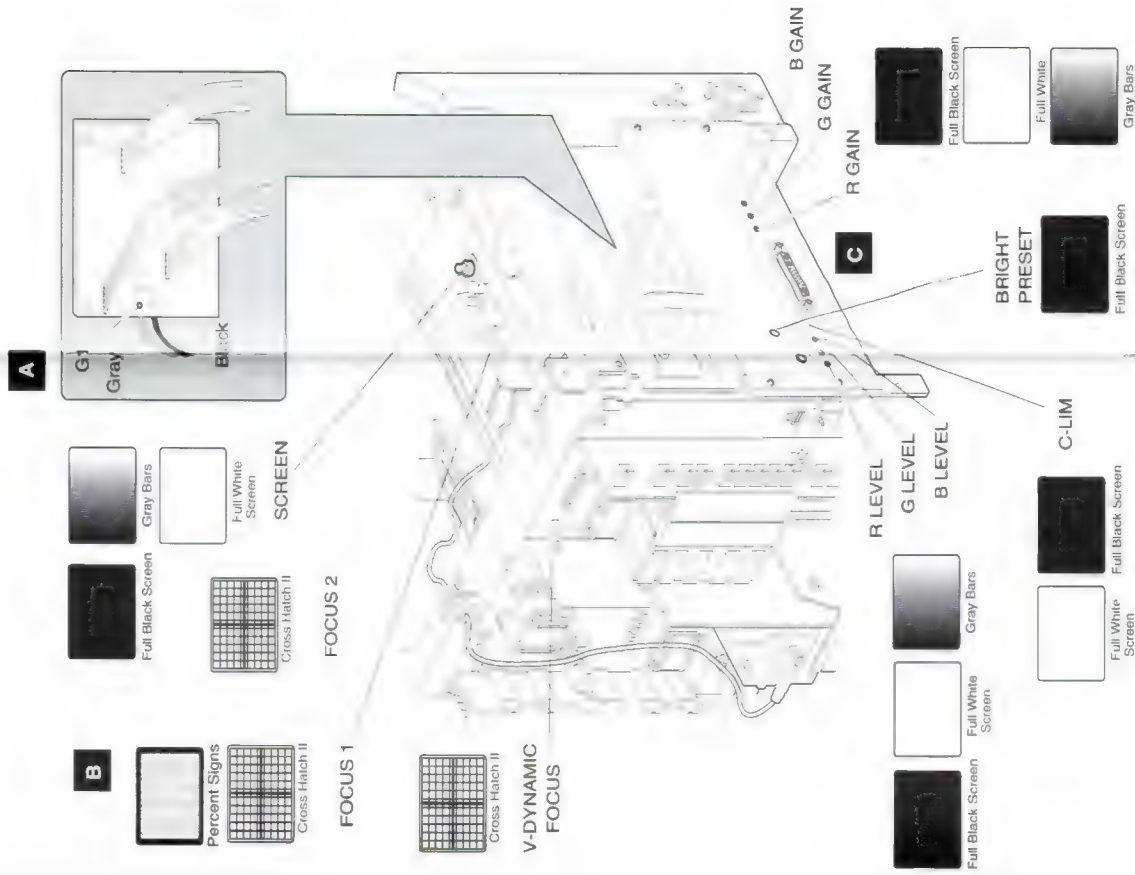 A
G1
Gray
Black
B
Percent Signs
Cross Hatch II
FOCUS 1
Full Black Screen
Gray Bars
Full White
Screen
SCREEN
Cross Hatch II
FOCUS 2
Cross Hatch II
V-DYNAMIC
FOCUS
C
B GAIN
G GAIN
R GAIN
Full Black Screen
Full White
Gray Bars
BRIGHT
PRESET
Full Black Screen
R LEVEL
G LEVEL
B LEVEL
Full Black Screen
Full White
Screen
Gray Bars
C-LIM
Full White
Screen
Full Black Screen